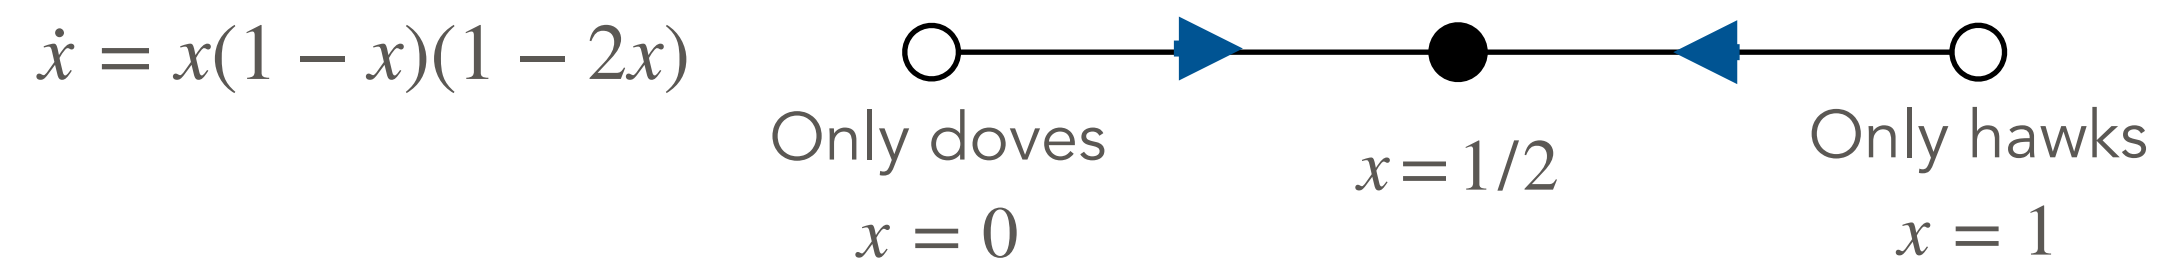 ẋ = x(1 − x)(1 − 2x)
Only doves
x = 0
x = 1/2
Only hawks
x = 1